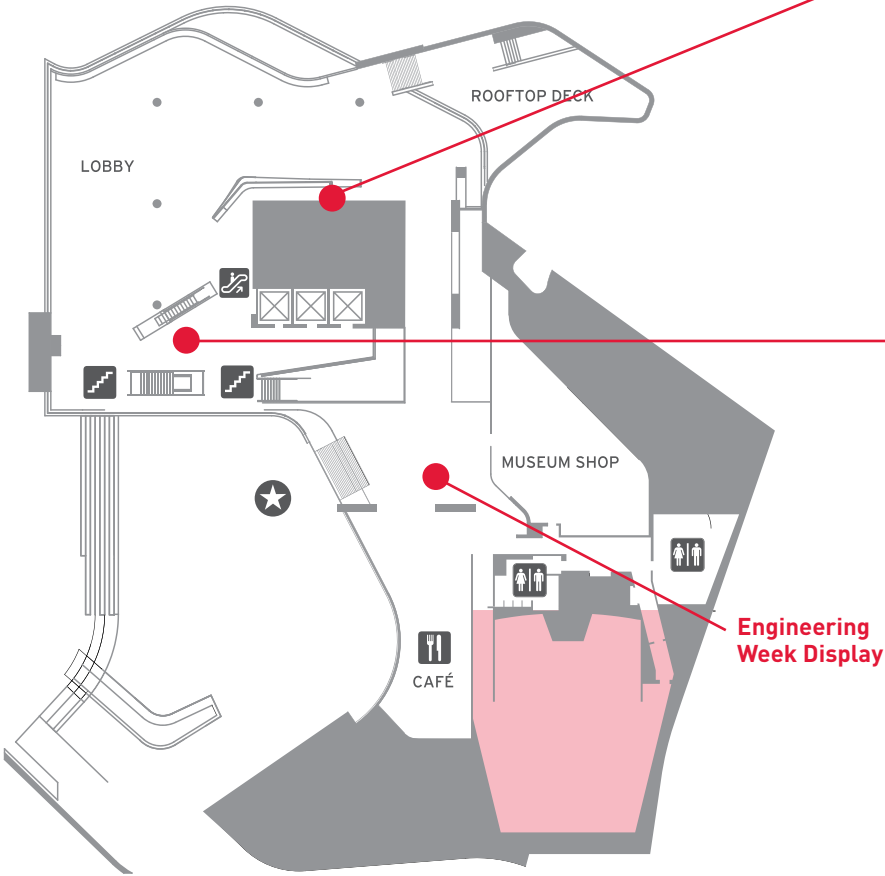 ROOFTOP DECK
LOBBY
MUSEUM SHOP
Engineering
Week Display
CAFÉ